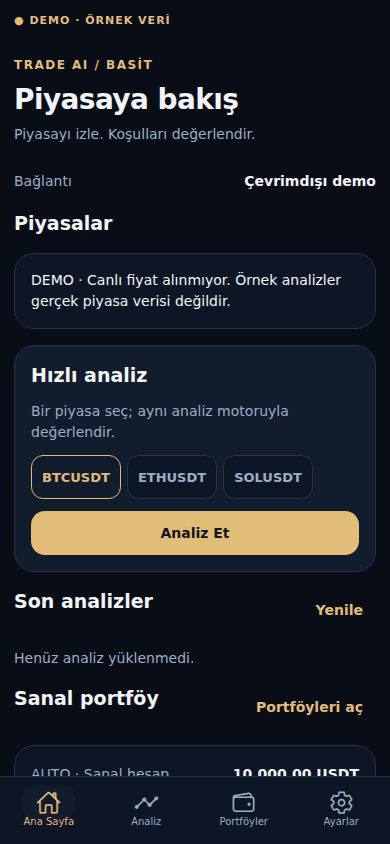 DEMO · ÖRNEK VERİ
TRADE AI / BASİT
Piyasaya bakış
Piyasayı izle. Koşulları değerlendir.
Bağlantı Çevrimdışı demo
Piyasalar
DEMO · Canlı fiyat alınmıyor. Örnek analizler
gerçek piyasa verisi değildir.
Hızlı analiz
Bir piyasa seç; aynı analiz motoruyla
değerlendir.
BTCUSDT ETHUSDT SOLUSDT
Analiz Et
Son analizler Yenile
Henüz analiz yüklenmedi.
Sanal portföy Portföyleri aç
AUTO · Sanal hesap 10.000,00 USDT
Ana Sayfa Analiz Portföyler Ayarlar